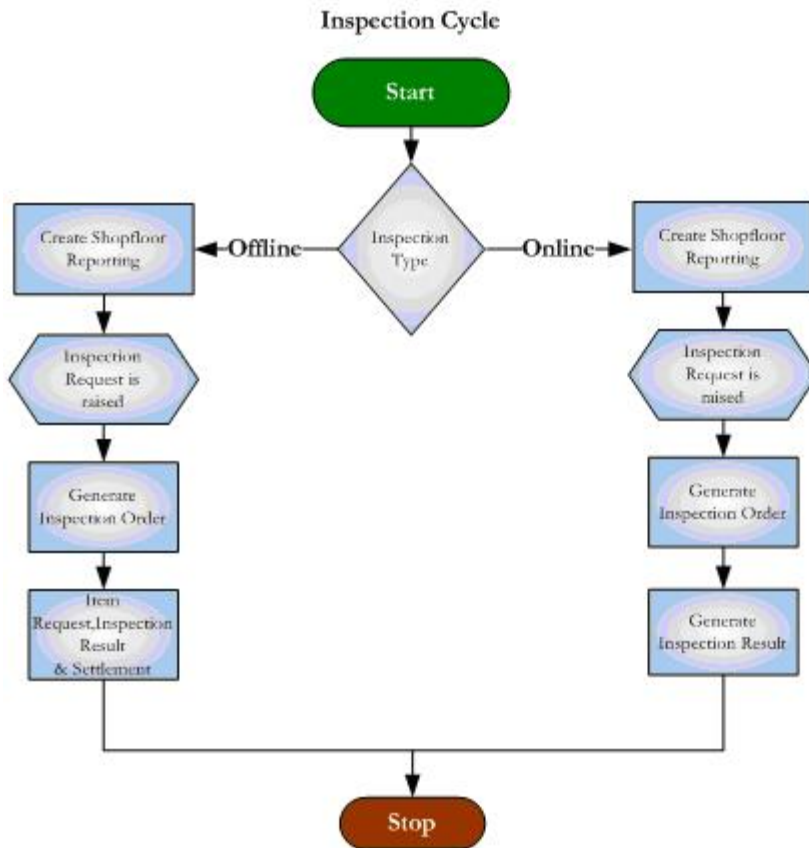 Inspection Cycle
Start
Inspection
Type
Offline
Online
Create Shopfloor
Reporting
Inspection
Request is
raised
Generate
Inspection Order
Item
Request,Inspection
Result
& Settlement
Create Shopfloor
Reporting
Inspection
Request is
raised
Generate
Inspection Order
Generate
Inspection Result
Stop